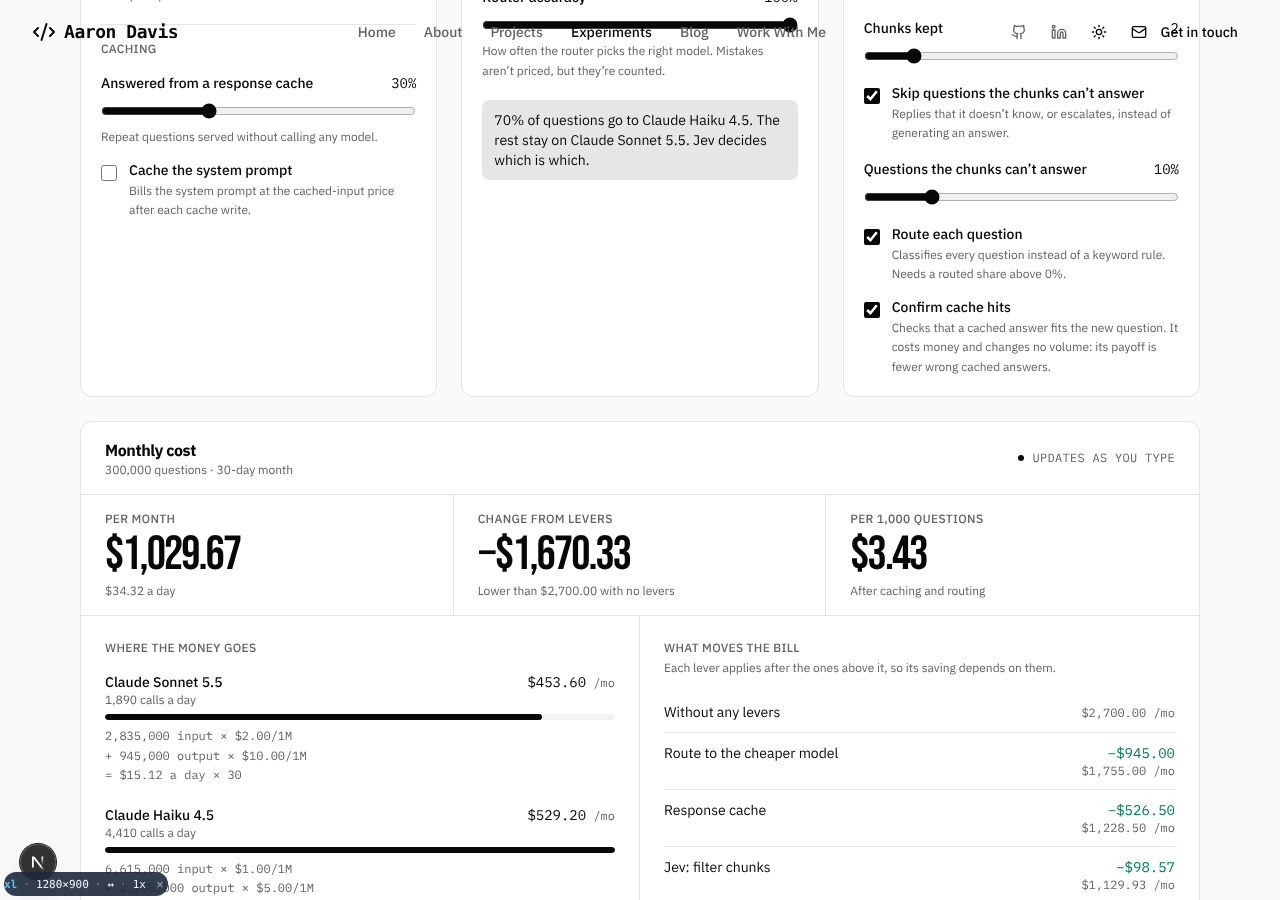 Aaron Davis
Home
About
Projects
Experiments
Blog
Work With Me
Get in touch
CACHING
Answered from a response cache
30%
Repeat questions served without calling any model.
Cache the system prompt
Bills the system prompt at the cached-input price
after each cache write.
How often the router picks the right model. Mistakes
aren’t priced, but they’re counted.
70% of questions go to Claude Haiku 4.5. The
rest stay on Claude Sonnet 5.5. Jev decides
which is which.
Chunks kept
Skip questions the chunks can’t answer
Replies that it doesn’t know, or escalates, instead of
generating an answer.
Questions the chunks can’t answer
10%
Route each question
Classifies every question instead of a keyword rule.
Needs a routed share above 0%.
Confirm cache hits
Checks that a cached answer fits the new question. It
costs money and changes no volume: its payoff is
fewer wrong cached answers.
Monthly cost
300,000 questions · 30-day month
UPDATES AS YOU TYPE
PER MONTH
$1,029.67
$34.32 a day
CHANGE FROM LEVERS
−$1,670.33
Lower than $2,700.00 with no levers
PER 1,000 QUESTIONS
$3.43
After caching and routing
WHERE THE MONEY GOES
Claude Sonnet 5.5
$453.60 /mo
1,890 calls a day
2,835,000 input × $2.00/1M
+ 945,000 output × $10.00/1M
= $15.12 a day × 30
Claude Haiku 4.5
$529.20 /mo
4,410 calls a day
6,615,000 input × $1.00/1M
output × $5.00/1M
WHAT MOVES THE BILL
Each lever applies after the ones above it, so its saving depends on them.
Without any levers
$2,700.00 /mo
Route to the cheaper model
−$945.00
$1,755.00 /mo
Response cache
−$526.50
$1,228.50 /mo
Jev: filter chunks
−$98.57
$1,129.93 /mo
N
xl · 1280×900 · ↔ · 1x ×